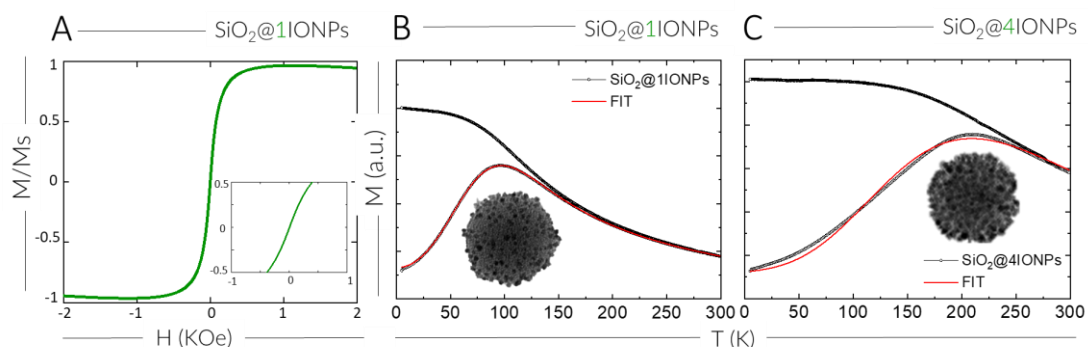 A
SiO2@1IONPs
B
SiO2@1IONPs
C
SiO2@4IONPs
M/Ms
1
0.5
0
-0.5
-1
-2
-1
0
1
2
H (KOe)
0.5
0
-0.5
-1
0
1
M (a.u.)
SiO2@1IONPs
FIT
0
50
100
150
200
250
300
SiO2@4IONPs
FIT
0
50
100
150
200
250
300
T (K)